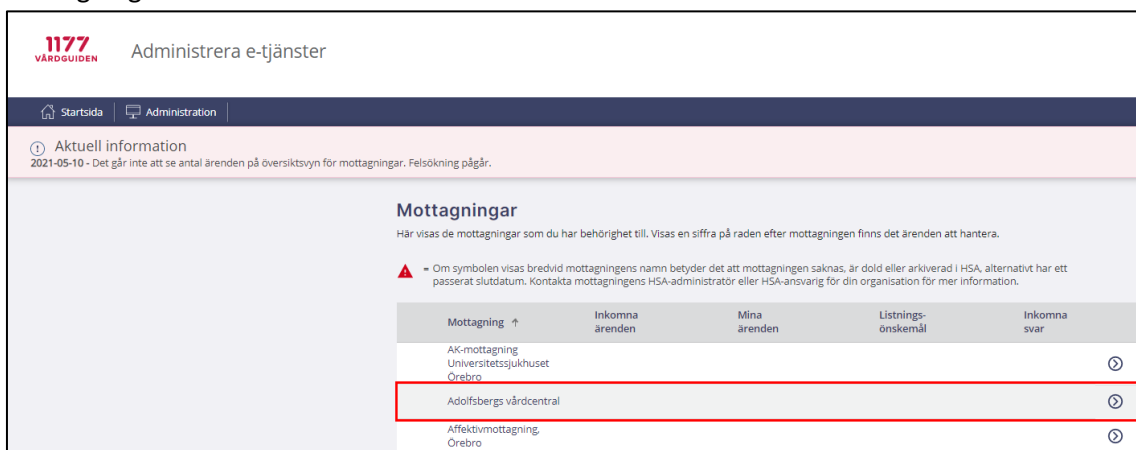 1177
VÅRDGUIDEN
Administrera e-tjänster
Startsida
Administration
Aktuell information
2021-05-10 - Det går inte att se antal ärenden på översiktsvyn för mottagningar. Felsökning pågår.
Mottagningar
Här visas de mottagningar som du har behörighet till. Visas en siffra på raden efter mottagningen finns det ärenden att hantera.
= Om symbolen visas bredvid mottagningens namn betyder det att mottagningen saknas, är dold eller arkiverad i HSA, alternativt har ett
passerat slutdatum. Kontakta mottagningens HSA-administratör eller HSA-ansvarig för din organisation för mer information.
Mottagning ↑
Inkomna
ärenden
Mina
ärenden
Listnings-
önskemål
Inkomna
svar
AK-mottagning
Universitetssjukhuset
Örebro
Adolfsbergs vårdcentral
Affektivmottagning,
Örebro